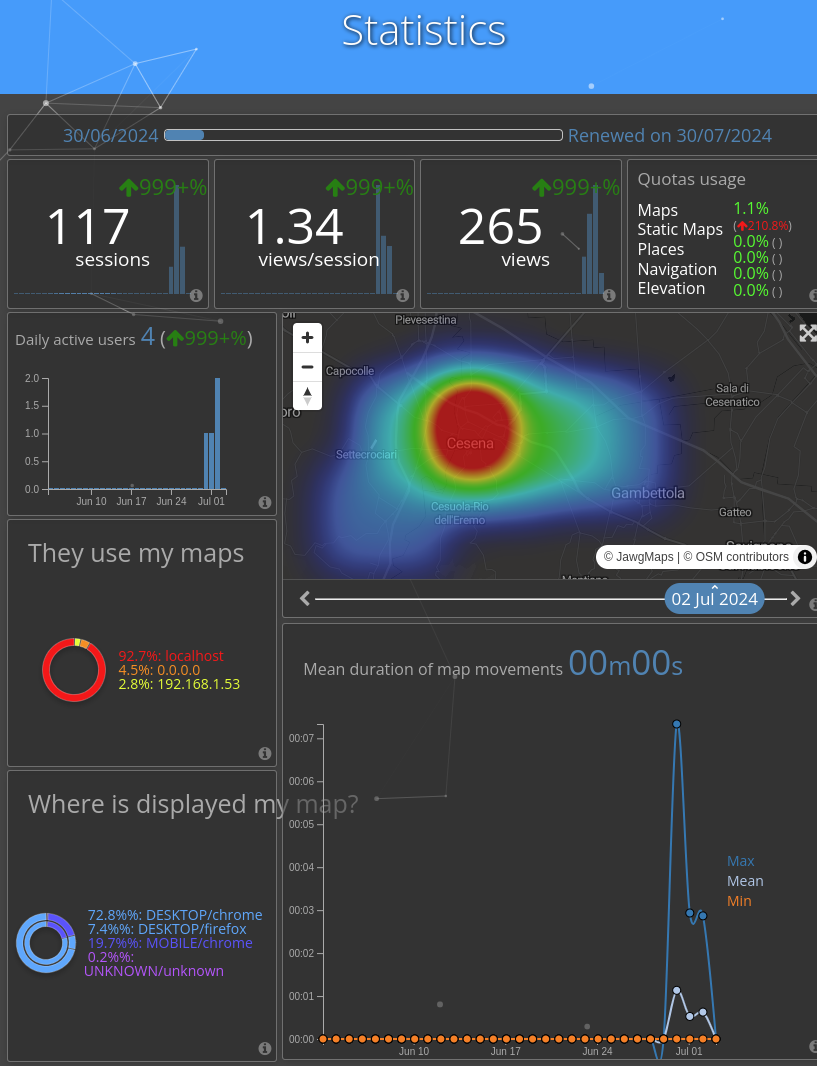 Statistics
30/06/2024
Renewed on 30/07/2024
999+%
117
sessions
999+%
1.34
views/session
999+%
265
views
Quotas usage
Maps 1.1%
(210.8%)
Static Maps 0.0% ( )
Places 0.0% ( )
Navigation 0.0% ( )
Elevation 0.0% ( )
Daily active users 4 (999+%)
2.0
1.5
1.0
0.5
0.0
Jun 10 Jun 17 Jun 24 Jul 01
Pievesestina
Capocolle
Sala di
Cesenatico
Cesena
Settecrociari
Gambettola
Cesuola-Rio
dell'Eremo
Gatteo
© JawgMaps | © OSM contributors
02 Jul 2024
They use my maps
92.7%: localhost
4.5%: 0.0.0.0
2.8%: 192.168.1.53
Mean duration of map movements 00m00s
00:07
00:06
00:05
00:04
00:03
00:02
00:01
00:00
Jun 10 Jun 17 Jun 24 Jul 01
Max
Mean
Min
Where is displayed my map?
72.8%%: DESKTOP/chrome
7.4%: DESKTOP/firefox
19.7%%: MOBILE/chrome
0.2%%:
UNKNOWN/unknown